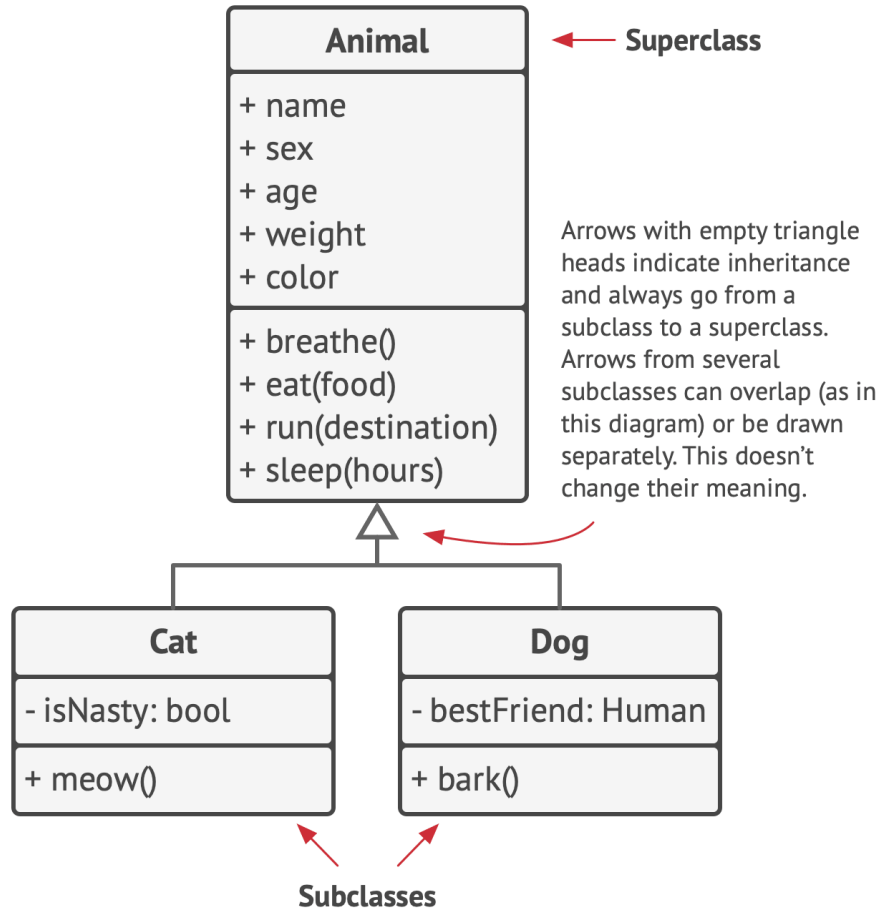 Animal
Superclass
+ name
+ sex
+ age
+ weight
+ color
+ breathe()
+ eat(food)
+ run(destination)
+ sleep(hours)
Arrows with empty triangle
heads indicate inheritance
and always go from a
subclass to a superclass.
Arrows from several
subclasses can overlap (as in
this diagram) or be drawn
separately. This doesn’t
change their meaning.
Cat
- isNasty: bool
+ meow()
Dog
- bestFriend: Human
+ bark()
Subclasses